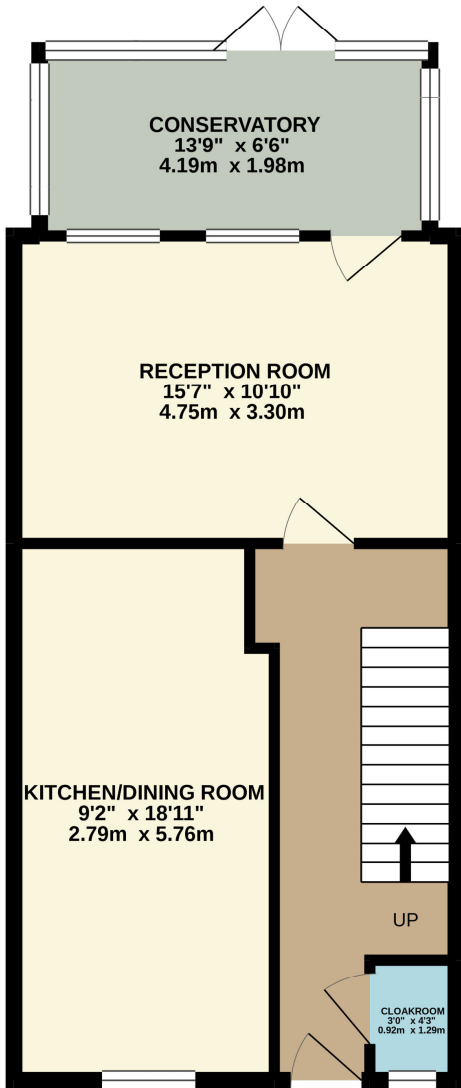 CONSERVATORY
13'9" x 6'6"
4.19m x 1.98m
RECEPTION ROOM
15'7" x 10'10"
4.75m x 3.30m
KITCHEN/DINING ROOM
9'2" x 18'11"
2.79m x 5.76m
UP
CLOAKROOM
3'0" x 4'3"
0.92m x 1.29m